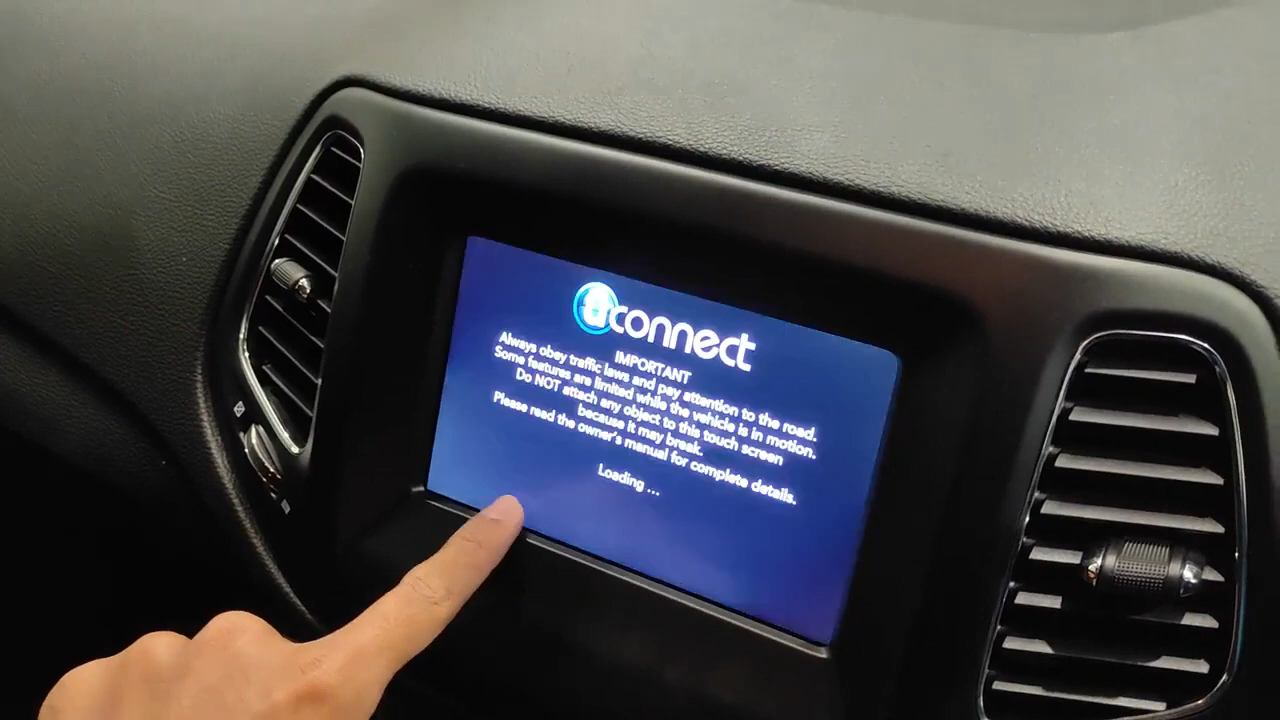 uconnect
IMPORTANT
Always obey traffic laws and pay attention to the road.
Some features are limited while the vehicle is in motion.
Do NOT attach any object to this touch screen
because it may break.
Please read the owner's manual for complete details.
Loading ...